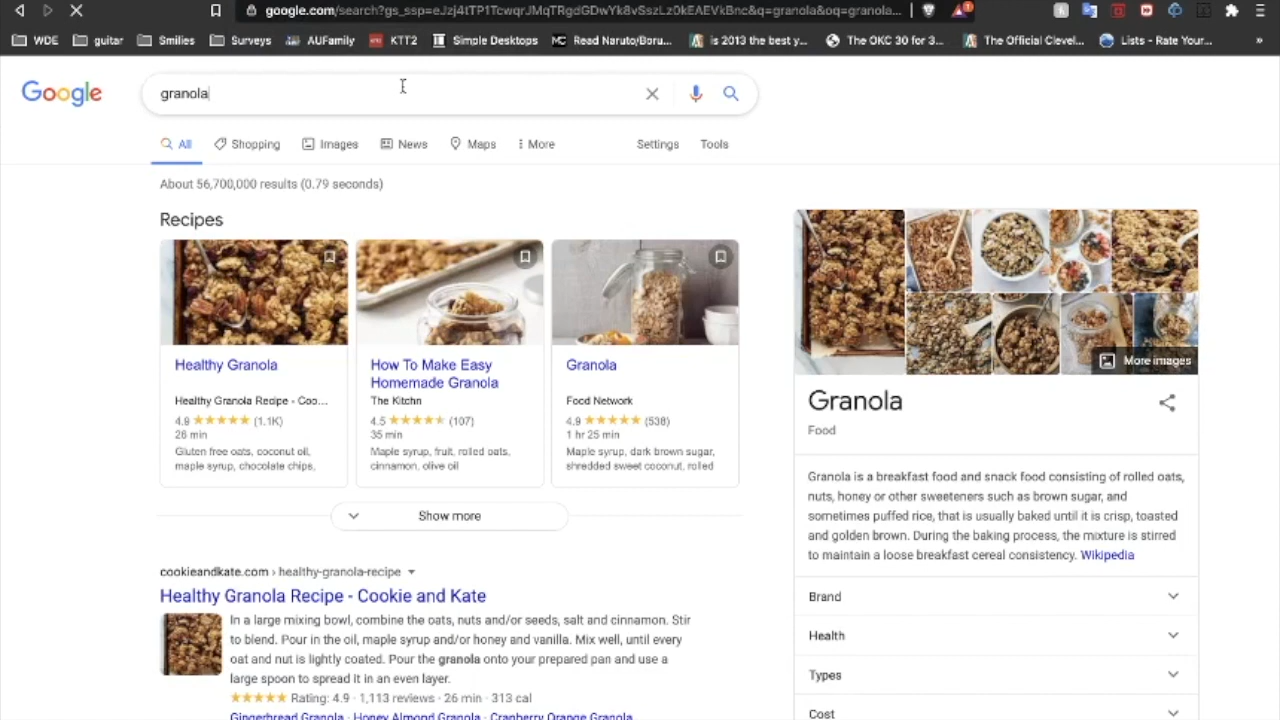 google.com/search?gs_ssp=eJzj4tTP1TcwqrJMqTRgdGDwYk8vSszLz0kEAEVkBnc&q=granola&oq=granola...
WDE guitar Smilies Surveys AUFamily KTT2 Simple Desktops Read Naruto/Boru... is 2013 the best y... The OKC 30 for 3... The Official Clevel... Lists - Rate Your... »
Google
granola
All Shopping Images News Maps More Settings Tools
About 56,700,000 results (0.79 seconds)
Recipes
Healthy Granola
Healthy Granola Recipe - Coo...
4.9 ★★★★★ (1.1K)
26 min
Gluten free oats, coconut oil,
maple syrup, chocolate chips,
How To Make Easy
Homemade Granola
The Kitchn
4.5 ★★★★★ (107)
35 min
Maple syrup, fruit, rolled oats,
cinnamon, olive oil
Granola
Food Network
4.9 ★★★★★ (538)
1 hr 25 min
Maple syrup, dark brown sugar,
shredded sweet coconut, rolled
Show more
cookieandkate.com › healthy-granola-recipe
Healthy Granola Recipe - Cookie and Kate
In a large mixing bowl, combine the oats, nuts and/or seeds, salt and cinnamon. Stir
to blend. Pour in the oil, maple syrup and/or honey and vanilla. Mix well, until every
oat and nut is lightly coated. Pour the granola onto your prepared pan and use a
large spoon to spread it in an even layer.
★★★★★ Rating: 4.9 · 1,113 reviews · 26 min · 313 cal
Gingerbread Granola · Honey Almond Granola · Cranberry Orange Granola
More images
Granola
Food
Granola is a breakfast food and snack food consisting of rolled oats,
nuts, honey or other sweeteners such as brown sugar, and
sometimes puffed rice, that is usually baked until it is crisp, toasted
and golden brown. During the baking process, the mixture is stirred
to maintain a loose breakfast cereal consistency. Wikipedia
Brand
Health
Types
Cost